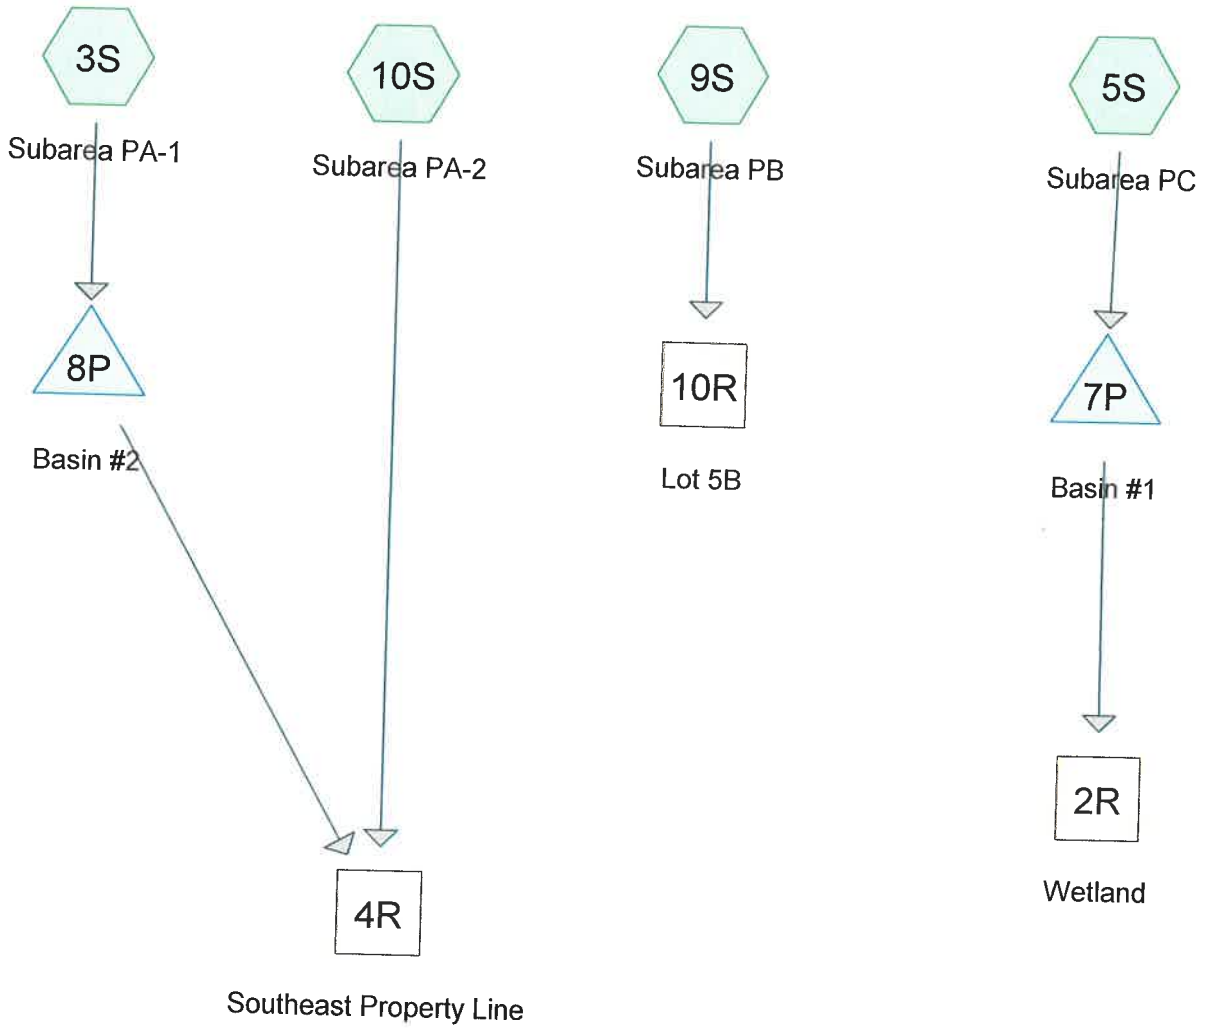 3S
10S
9S
5S
Subarea PA-1
Subarea PA-2
Subarea PB
Subarea PC
8P
10R
7P
Basin #2
Lot 5B
Basin #1
2R
Wetland
4R
Southeast Property Line